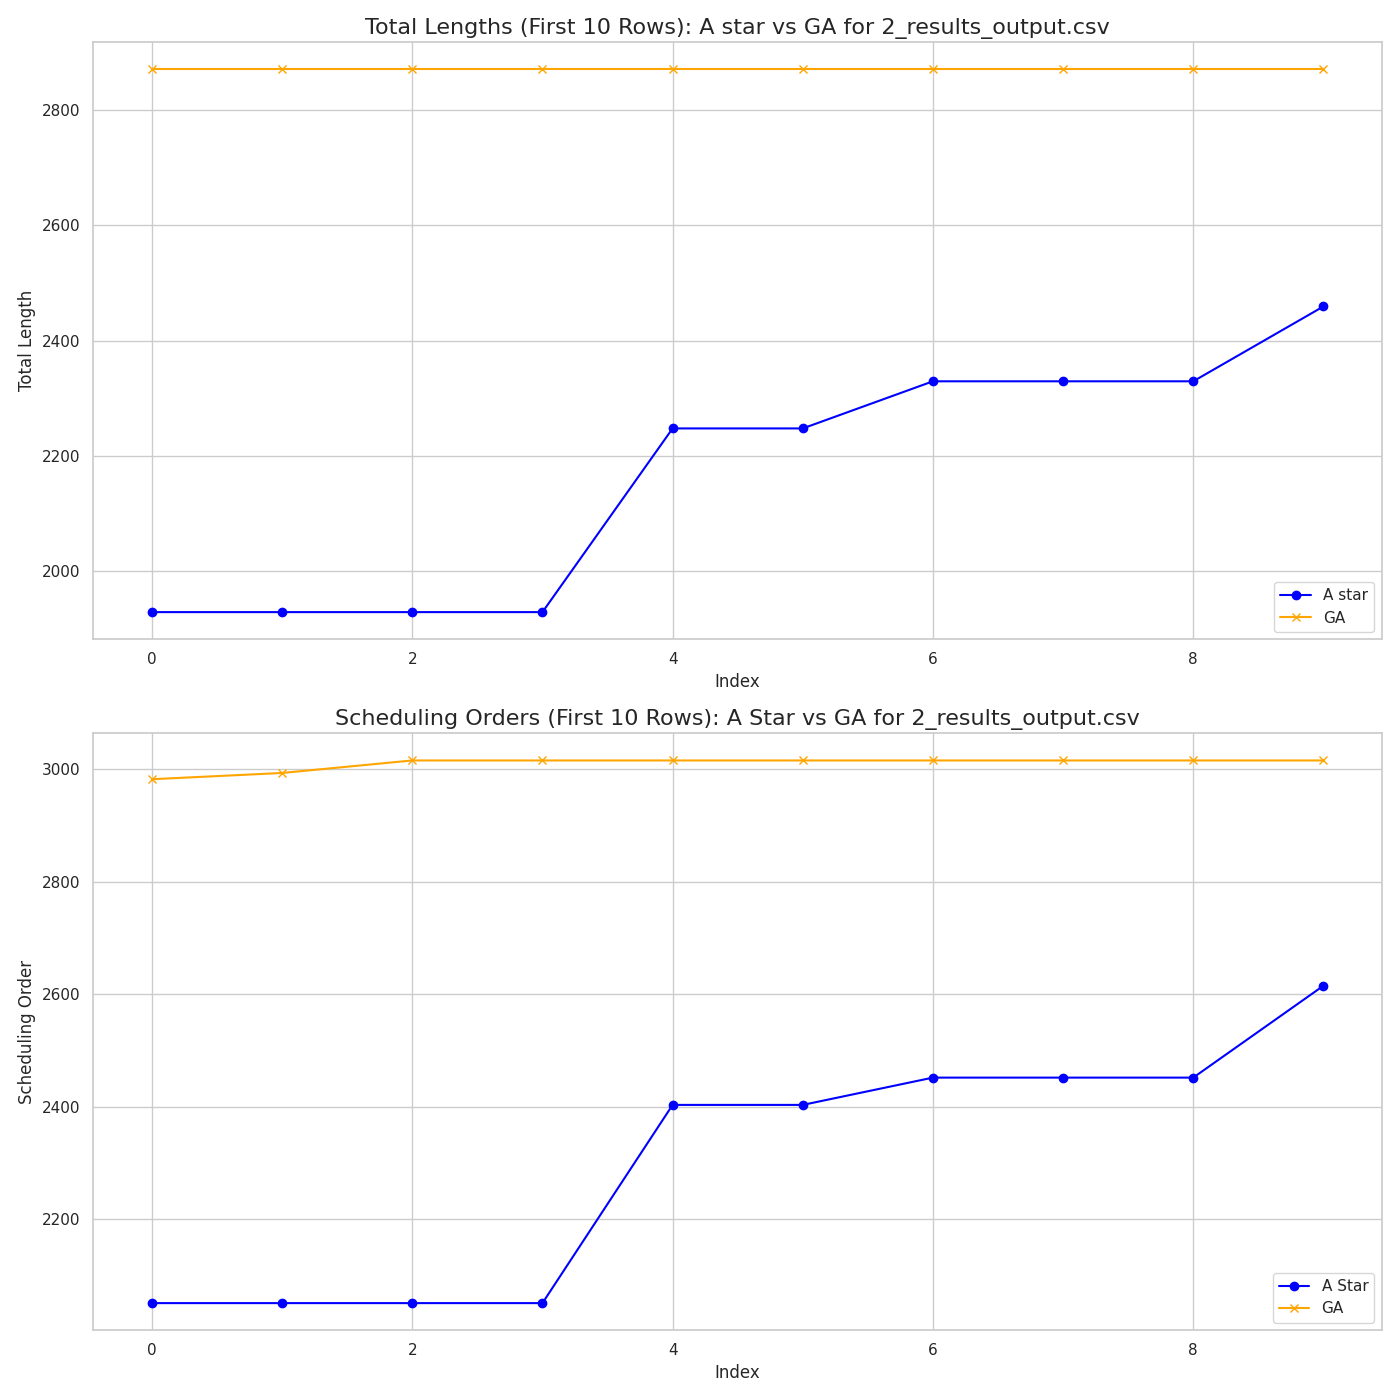 Total Lengths (First 10 Rows): A star vs GA for 2_results_output.csv
Total Length
2800
2600
2400
2200
2000
A star
GA
0 2 4 6 8
Index
Scheduling Orders (First 10 Rows): A Star vs GA for 2_results_output.csv
Scheduling Order
3000
2800
2600
2400
2200
A Star
GA
0 2 4 6 8
Index